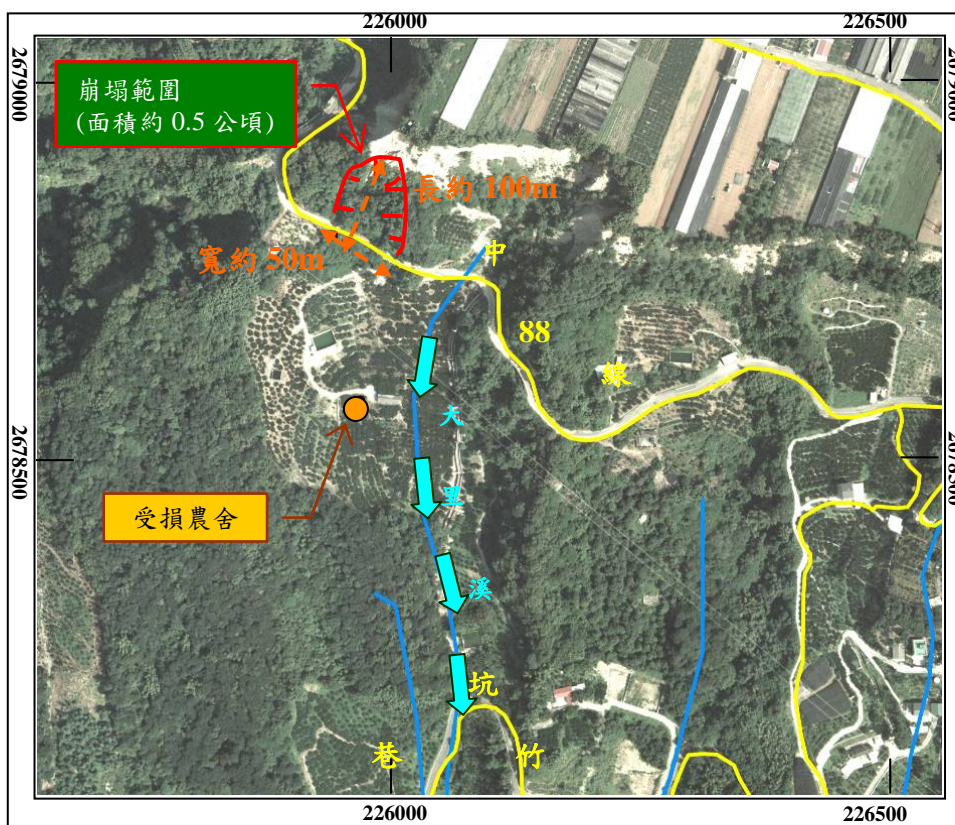 226000
226500
2679000
2679000
崩塌範圍
(面積約 0.5 公頃)
長約 100m
寬約 50m
中
88
線
大
里
溪
2678500
2678500
受損農舍
坑
巷
竹
226000
226500